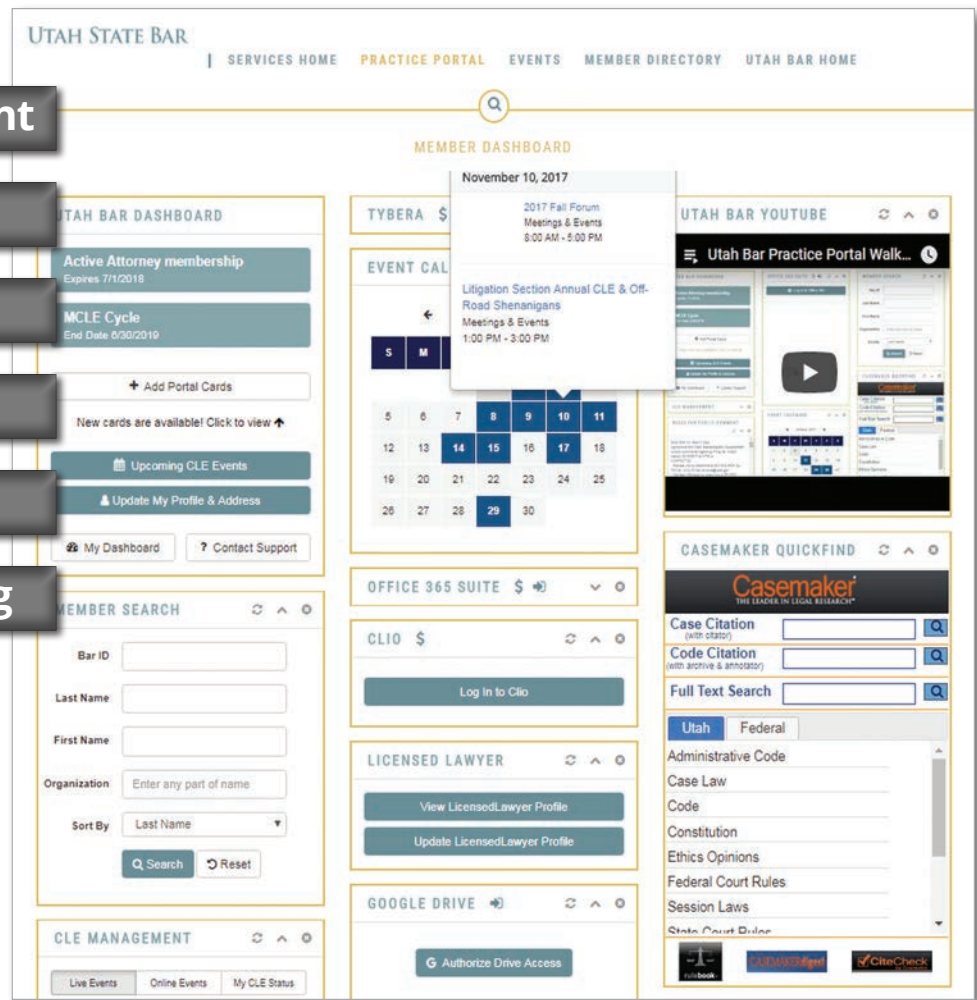 UTAH STATE BAR
| SERVICES HOME PRACTICE PORTAL EVENTS MEMBER DIRECTORY UTAH BAR HOME
nt
g
MEMBER DASHBOARD
UTAH BAR DASHBOARD
Active Attorney membership
Expires 7/1/2018
MCLE Cycle
End Date 6/30/2019
+ Add Portal Cards
New cards are available! Click to view
Upcoming CLE Events
Update My Profile & Address
My Dashboard ? Contact Support
MEMBER SEARCH
Bar ID
Last Name
First Name
Organization Enter any part of name
Sort By Last Name
Search Reset
CLE MANAGEMENT
Live Events Online Events My CLE Status
TYBERA $
November 10, 2017
2017 Fall Forum
Meetings & Events
8:00 AM - 5:00 PM
Litigation Section Annual CLE & Off-
Road Shenanigans
Meetings & Events
1:00 PM - 3:00 PM
EVENT CAL
S M
5 6 7 8 9 10 11
12 13 14 15 16 17 18
19 20 21 22 23 24 25
26 27 28 29 30
OFFICE 365 SUITE $
CLIO $
Log In to Clio
LICENSED LAWYER
View LicensedLawyer Profile
Update LicensedLawyer Profile
GOOGLE DRIVE
G Authorize Drive Access
UTAH BAR YOUTUBE
Utah Bar Practice Portal Walk...
CASEMAKER QUICKFIND
Casemaker
THE LEADER IN LEGAL RESEARCH
Case Citation
(with citator)
Code Citation
(with archive & annotator)
Full Text Search
Utah Federal
Administrative Code
Case Law
Code
Constitution
Ethics Opinions
Federal Court Rules
Session Laws
State Court Rules
rulebook CASEMAKERdigest CiteCheck